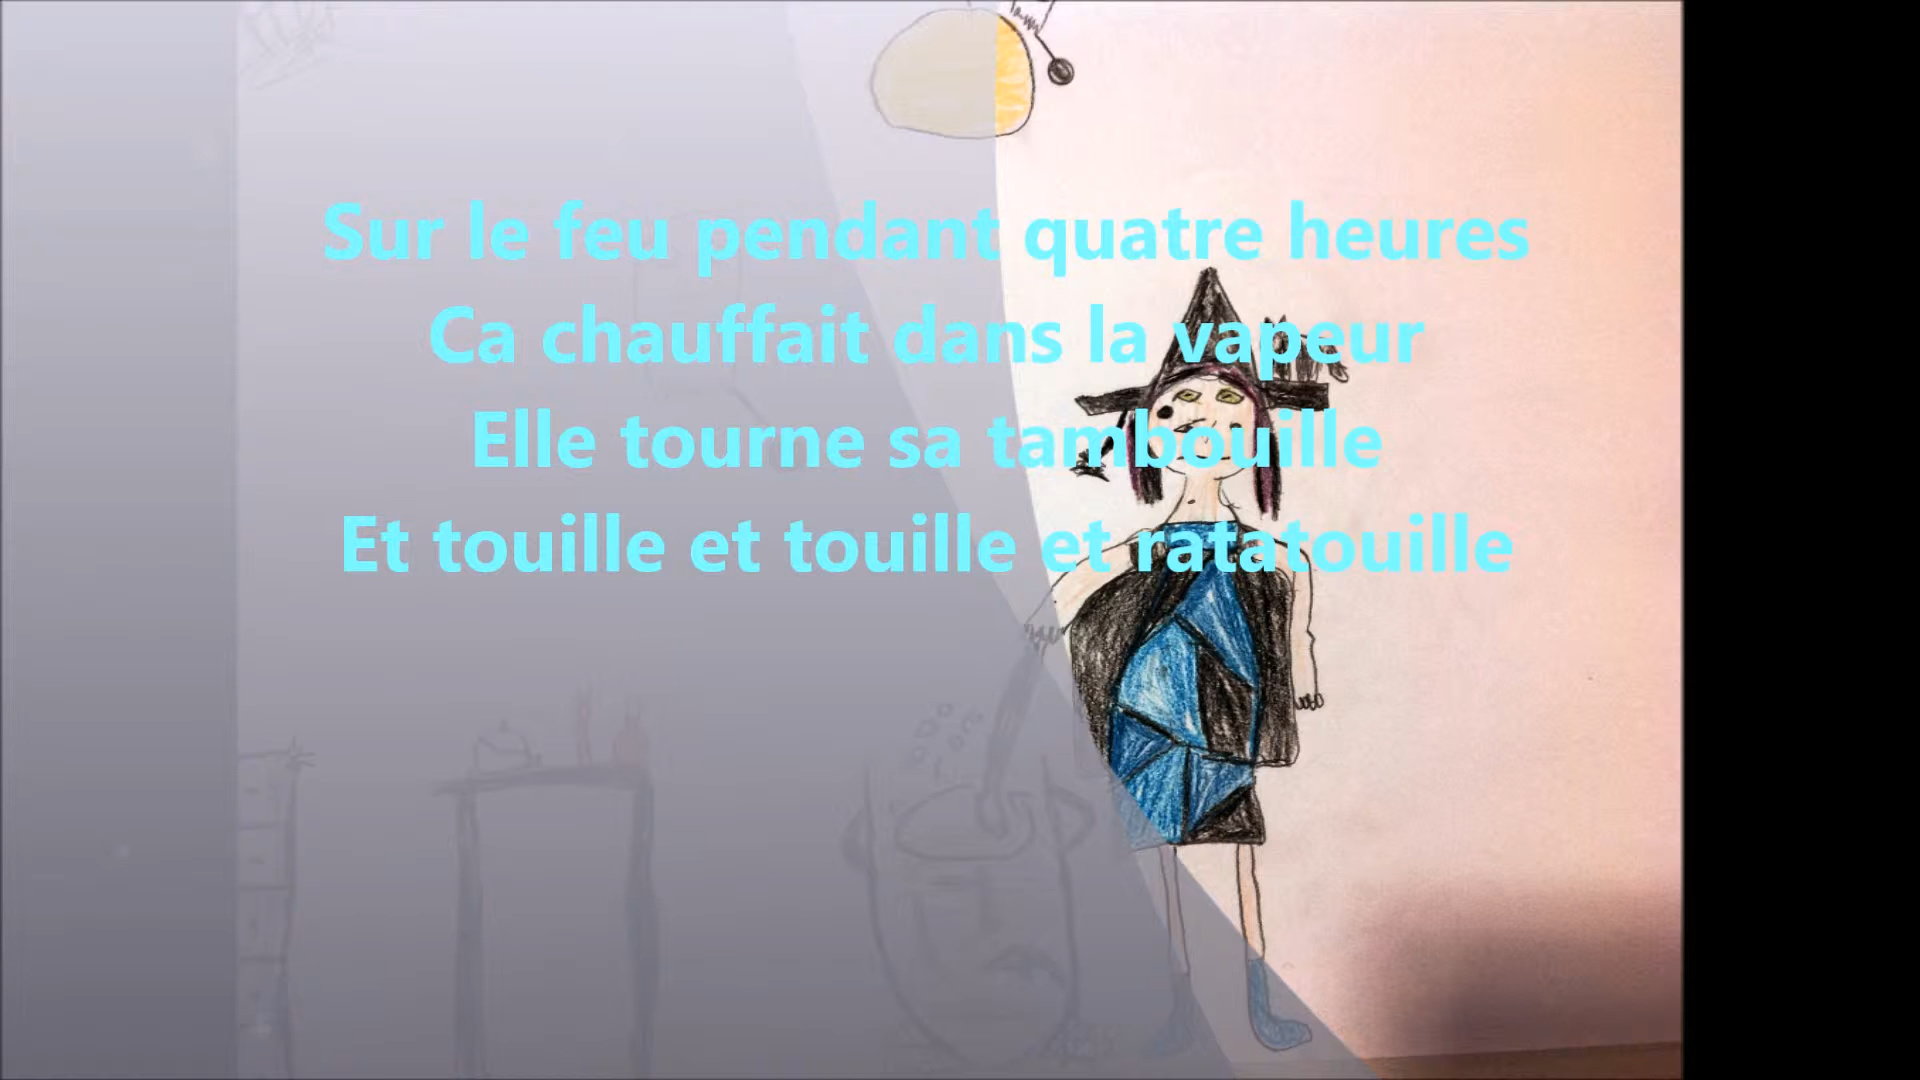 Sur le feu pendant quatre heures
Ca chauffait dans la vapeur
Elle tourne sa tambouille
Et touille et touille et ratatouille